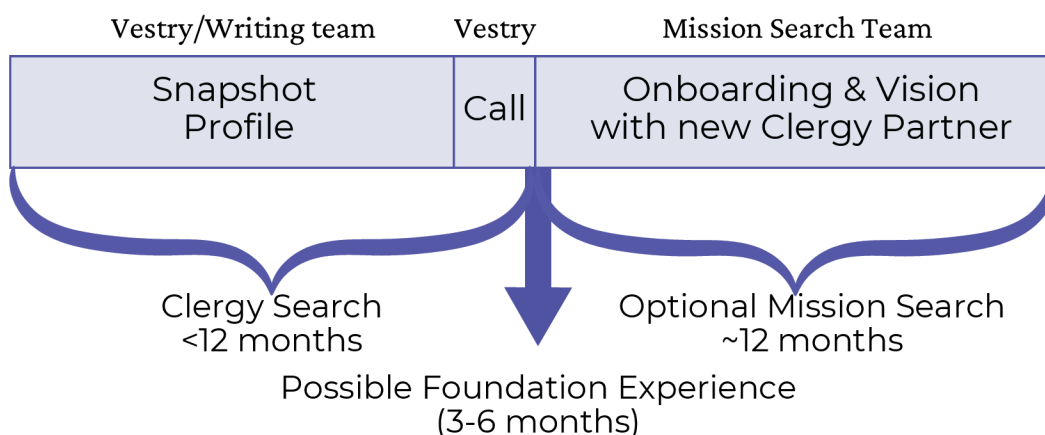 Vestry/Writing team
Vestry
Mission Search Team
Snapshot
Profile
Call
Onboarding & Vision
with new Clergy Partner
Clergy Search
<12 months
Optional Mission Search
~12 months
Possible Foundation Experience
(3-6 months)